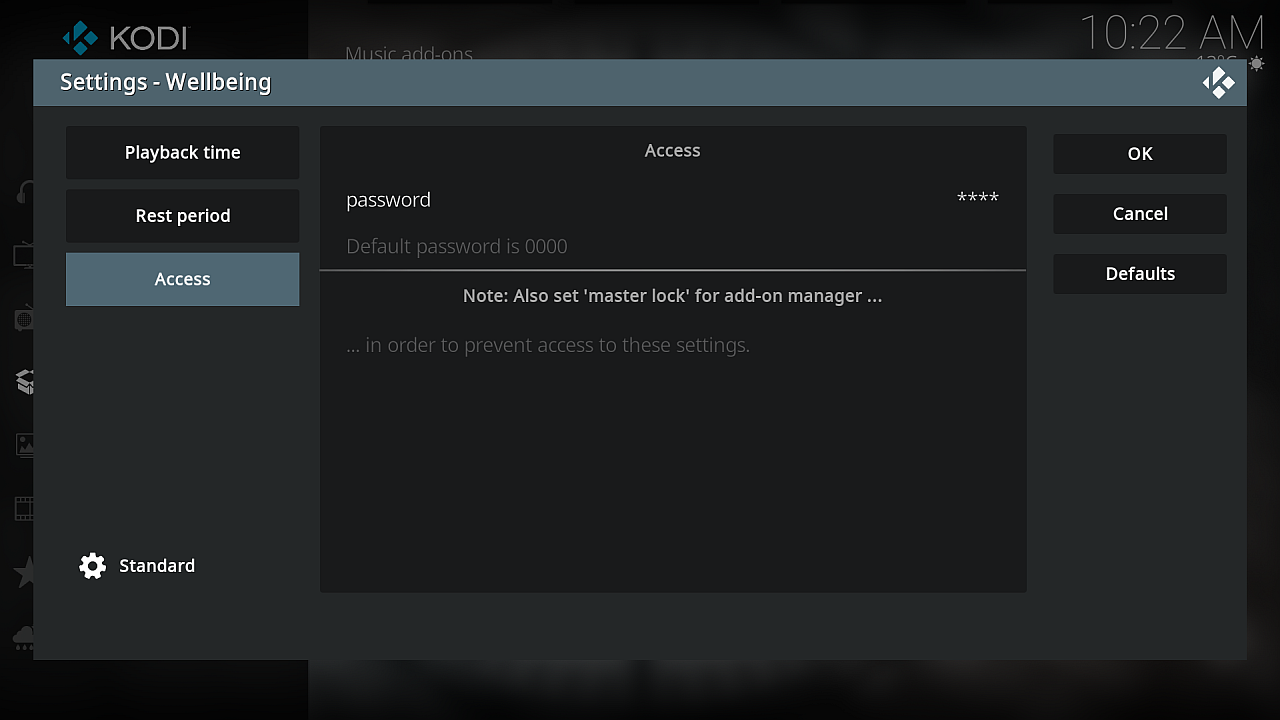 KODI
10:22 AM
Music add-ons
Settings - Wellbeing
Playback time
Rest period
Access
Standard
Access
password ****
Default password is 0000
Note: Also set 'master lock' for add-on manager ...
... in order to prevent access to these settings.
OK
Cancel
Defaults